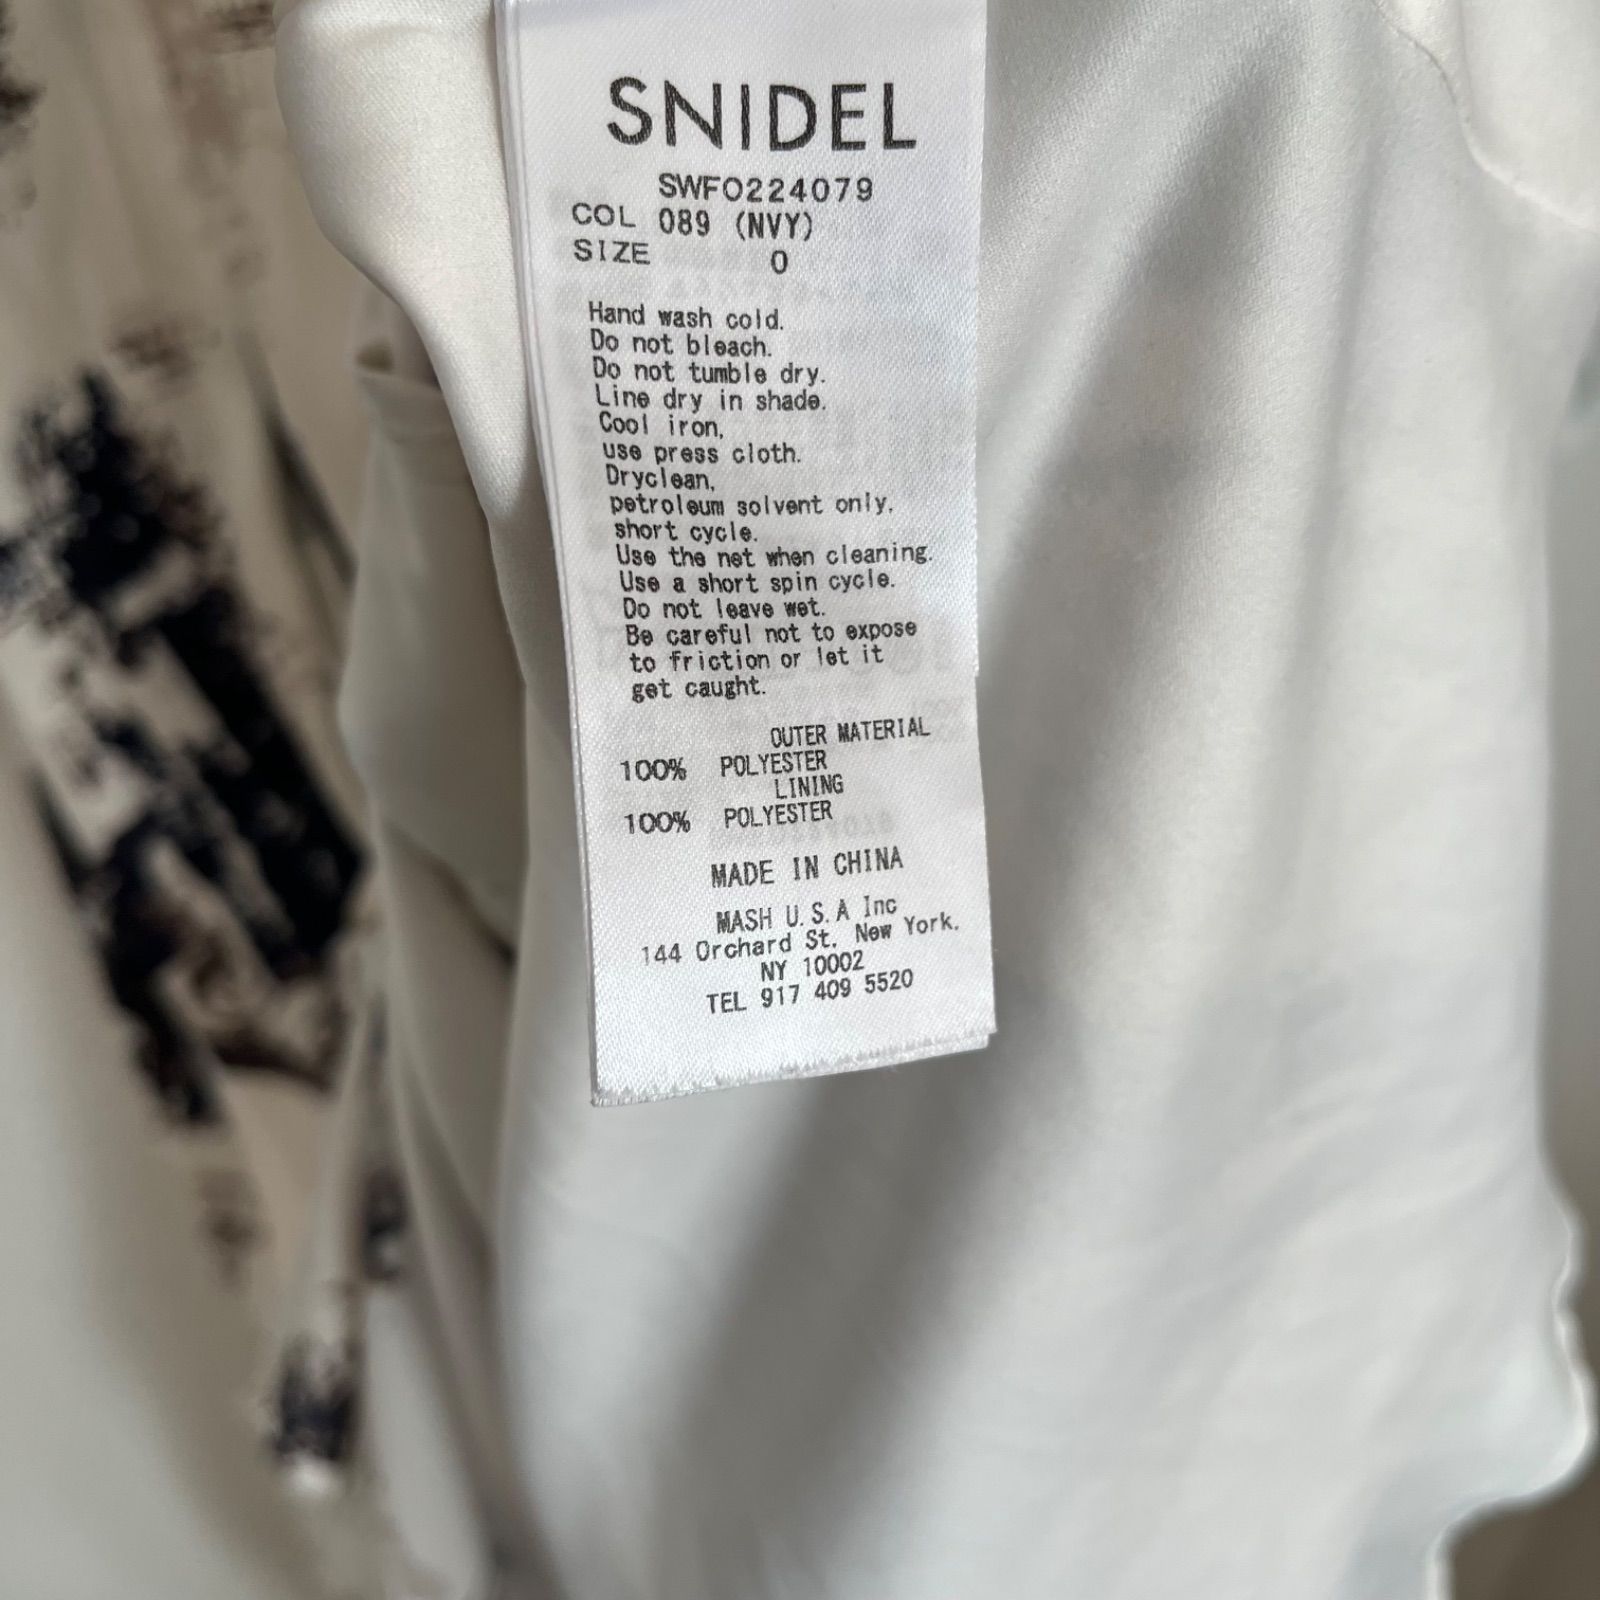 SNIDEL
SWFO224079
COL 089 (NVY)
SIZE 0
Hand wash cold.
Do not bleach.
Do not tumble dry.
Line dry in shade.
Cool iron,
use press cloth.
Dryclean,
petroleum solvent only,
short cycle.
Use the net when cleaning.
Use a short spin cycle.
Do not leave wet.
Be careful not to expose
to friction or let it
get caught.
OUTER MATERIAL
100% POLYESTER
LINING
100% POLYESTER
MADE IN CHINA
MASH U.S.A Inc
144 Orchard St. New York.
NY 10002
TEL 917 409 5520